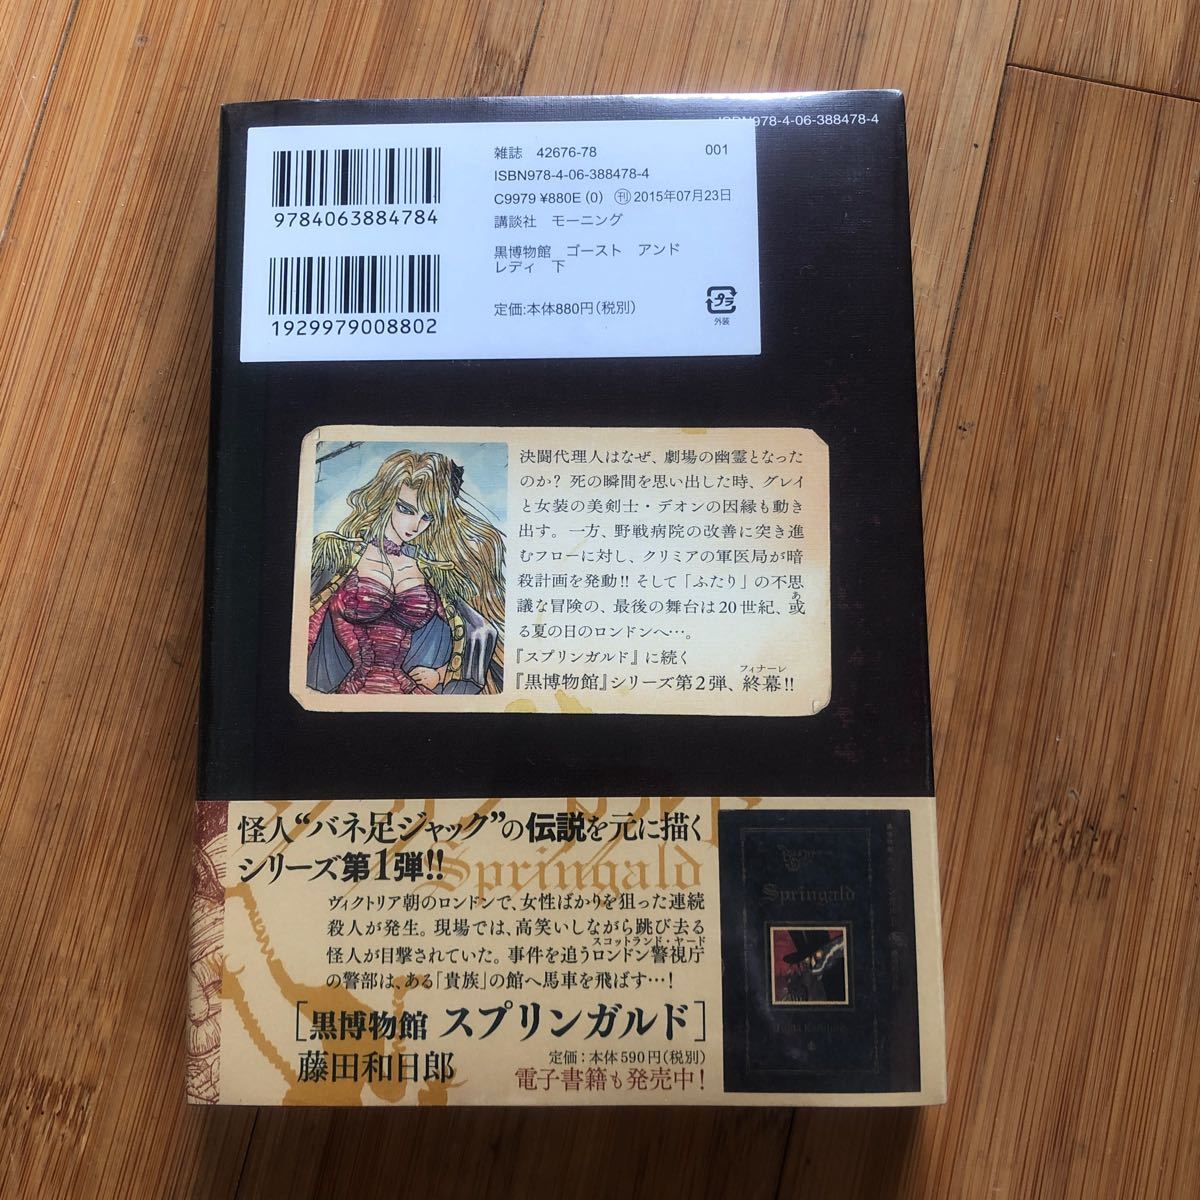 ISBN978-4-06-388478-4
雑誌 42676-78 001
ISBN978-4-06-388478-4
C9979 ¥880E (0) ㊀刊2015年07月23日
講談社 モーニング
9784063884784
黒博物館 ゴースト アンド
レディ 下
1929979008802
定価:本体880円(税別)
プラ
外装
決闘代理人はなぜ、劇場の幽霊となった
のか? 死の瞬間を思い出した時、グレイ
と女装の美剣士・デオンの因縁も動き
出す。一方、野戦病院の改善に突き進
むフローに対し、クリミアの軍医局が暗
殺計画を発動!! そして「ふたり」の不思
議な冒険の、最後の舞台は20世紀、或
あ
る夏の日のロンドンへ…。
『スプリンガルド』に続く
『黒博物館』シリーズ第2弾、終幕!!
フィナーレ
怪人“バネ足ジャック”の伝説を元に描く
シリーズ第1弾!!
Springald
ヴィクトリア朝のロンドンで、女性ばかりを狙った連続
殺人が発生。現場では、高笑いしながら跳び去る
怪人が目撃されていた。事件を追うロンドン警視庁
スコットランド・ヤード
の警部は、ある「貴族」の館へ馬車を飛ばす…!
[黒博物館 スプリンガルド]
藤田和日郎
定価:本体590円(税別)
電子書籍も発売中!
Springald